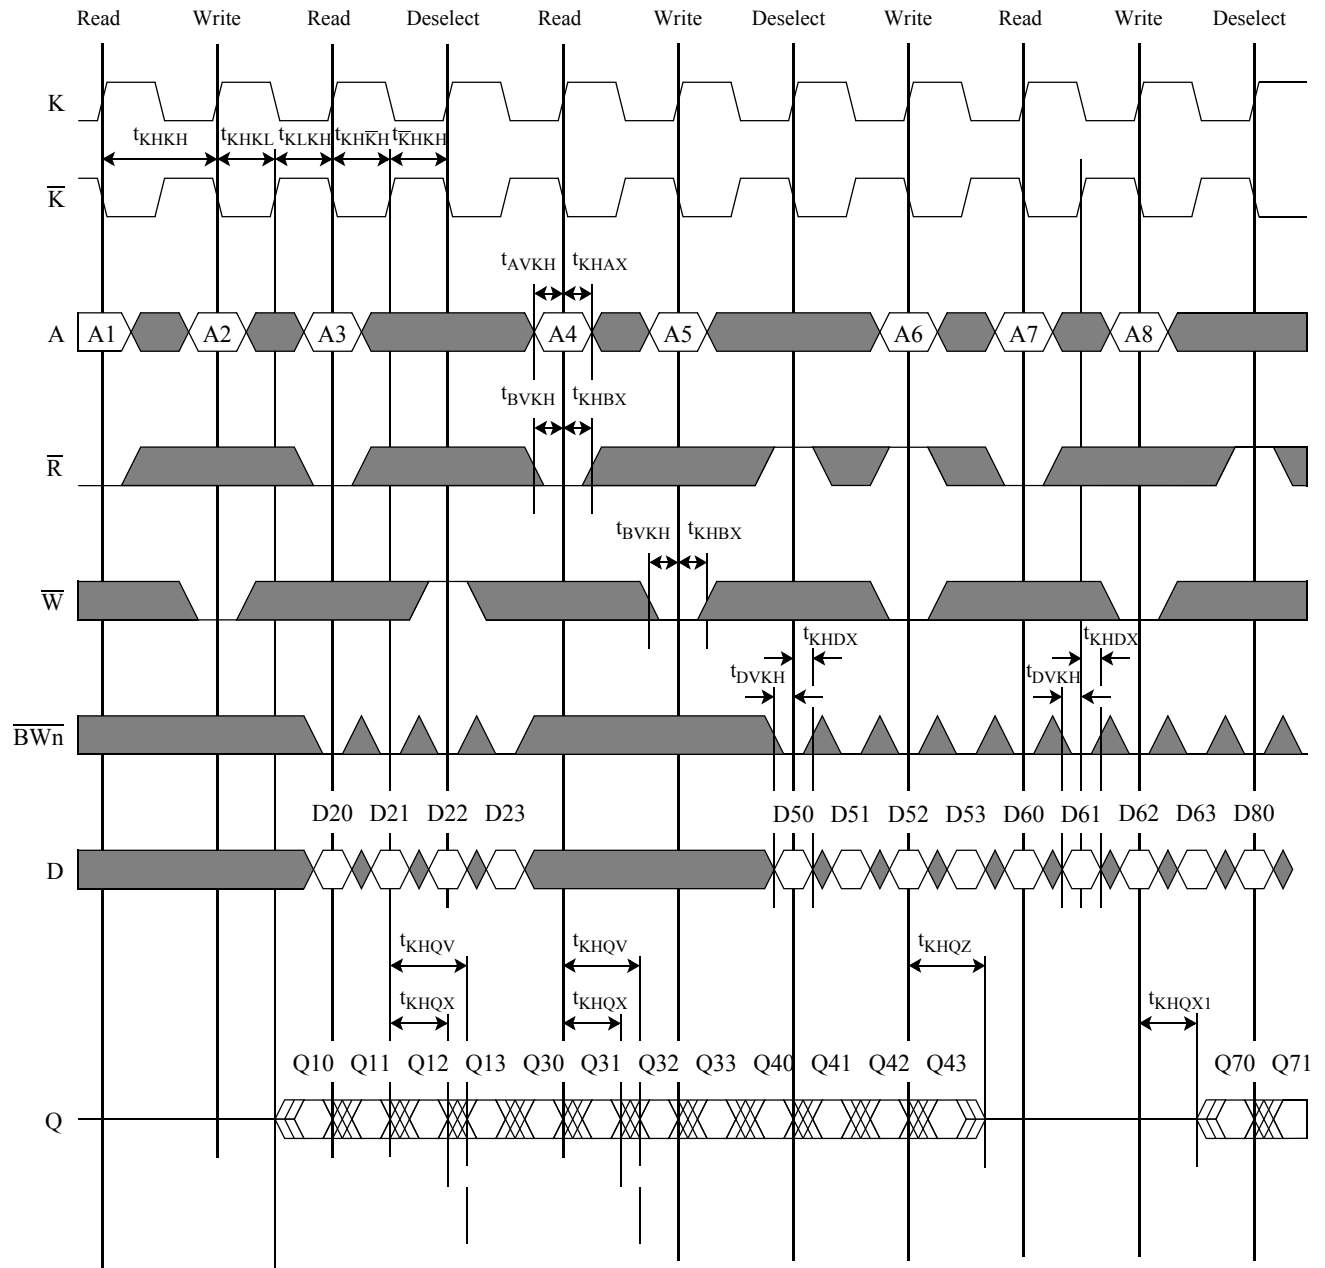 Read Write Read Deselect Read Write Deselect Write Read Write Deselect
K
tKHKH tKHKL tKLKH tKHK̅H tK̅HKH
K̅
tAVKH tKHAX
A A1 A2 A3 A4 A5 A6 A7 A8
tBVKH tKHBX
R̅
tBVKH tKHBX
W̅
tKHDX tKHDX
tDVKH tDVKH
B̅W̅n̅
D20 D21 D22 D23 D50 D51 D52 D53 D60 D61 D62 D63 D80
D
tKHQV tKHQV tKHQZ
tKHQX tKHQX tKHQX1
Q10 Q11 Q12 Q13 Q30 Q31 Q32 Q33 Q40 Q41 Q42 Q43 Q70 Q71
Q